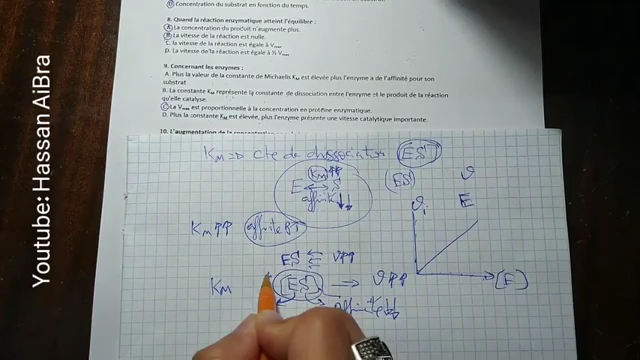 D. Concentration du substrat en fonction du temps.
8. Quand la réaction enzymatique atteint l'équilibre :
A. La concentration du produit n'augmente plus.
B. La vitesse de la réaction est nulle.
C. la vitesse de la réaction est égale à Vmax
D. La vitesse de la réaction est égale à ½ Vmax
9. Concernant les enzymes :
A. Plus la valeur de la constante de Michaelis KM est élevée plus l'enzyme a de l'affinité pour son
substrat.
B. La constante KM représente la constante de dissociation entre l'enzyme et le produit de la réaction
qu'elle catalyse.
C. La Vmax est proportionnelle à la concentration en protéine enzymatique.
D. Plus la constante KM est élevée, plus l'enzyme présente une vitesse catalytique importante.
10. L'augmentation de la concentration
KM => cte de dissociation ES
KM↑↑
E ↔ S
affinité ↓↓
ES
v
E
vi
[E]
KM ↑↑ affinité
ES E v↑↑
KM ES → v↑↑
affinité ↓↓
Youtube: Hassan AiBra